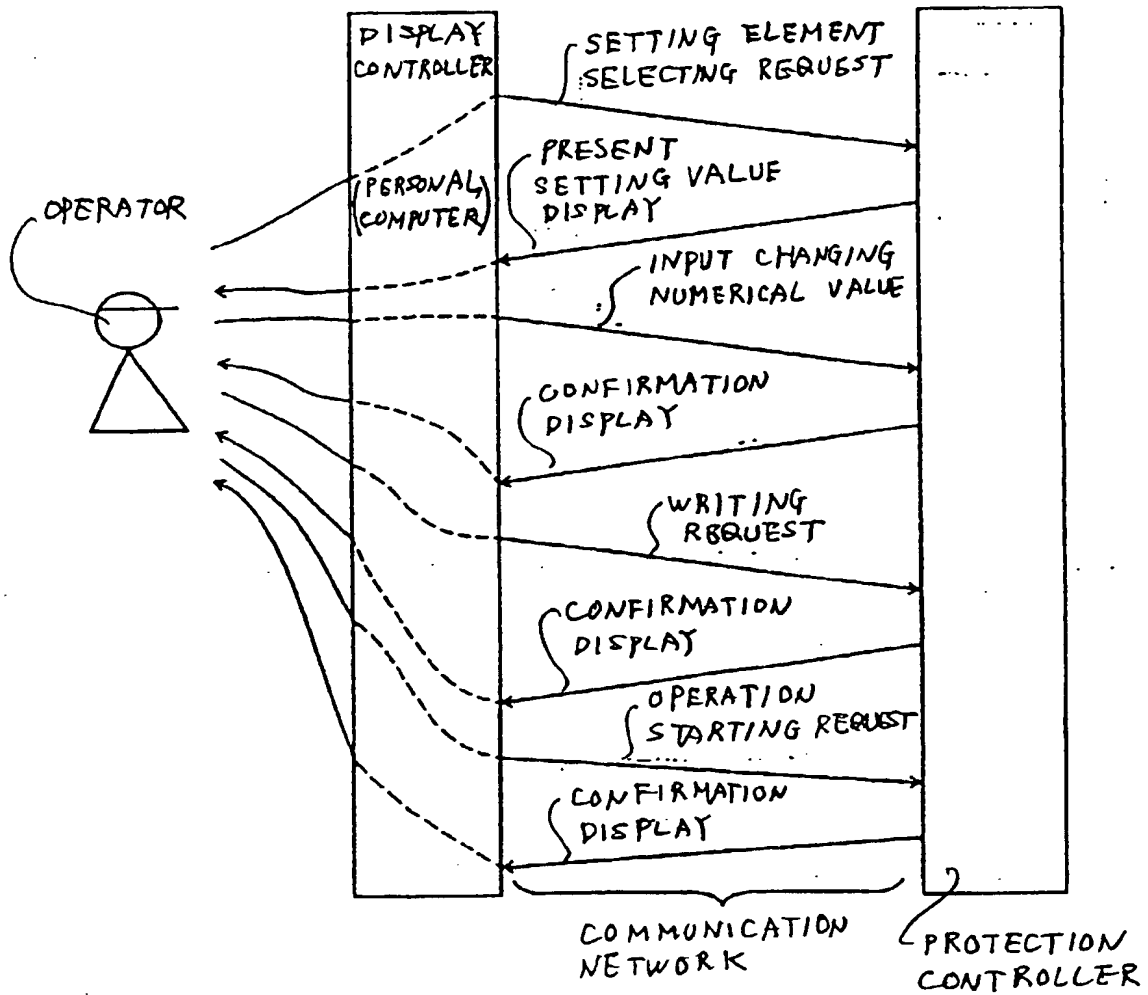 DISPLAY
CONTROLLER
(PERSONAL,
COMPUTER)
OPERATOR
SETTING ELEMENT
SELECTING REQUEST
PRESENT
SETTING VALUE
DISPLAY
INPUT CHANGING
NUMERICAL VALUE
CONFIRMATION
DISPLAY
WRITING
RBQUEST
CONFIRMATION
DISPLAY
OPERATION
STARTING REQUEST
CONFIRMATION
DISPLAY
COMMUNICATION
NETWORK
PROTECTION
CONTROLLER